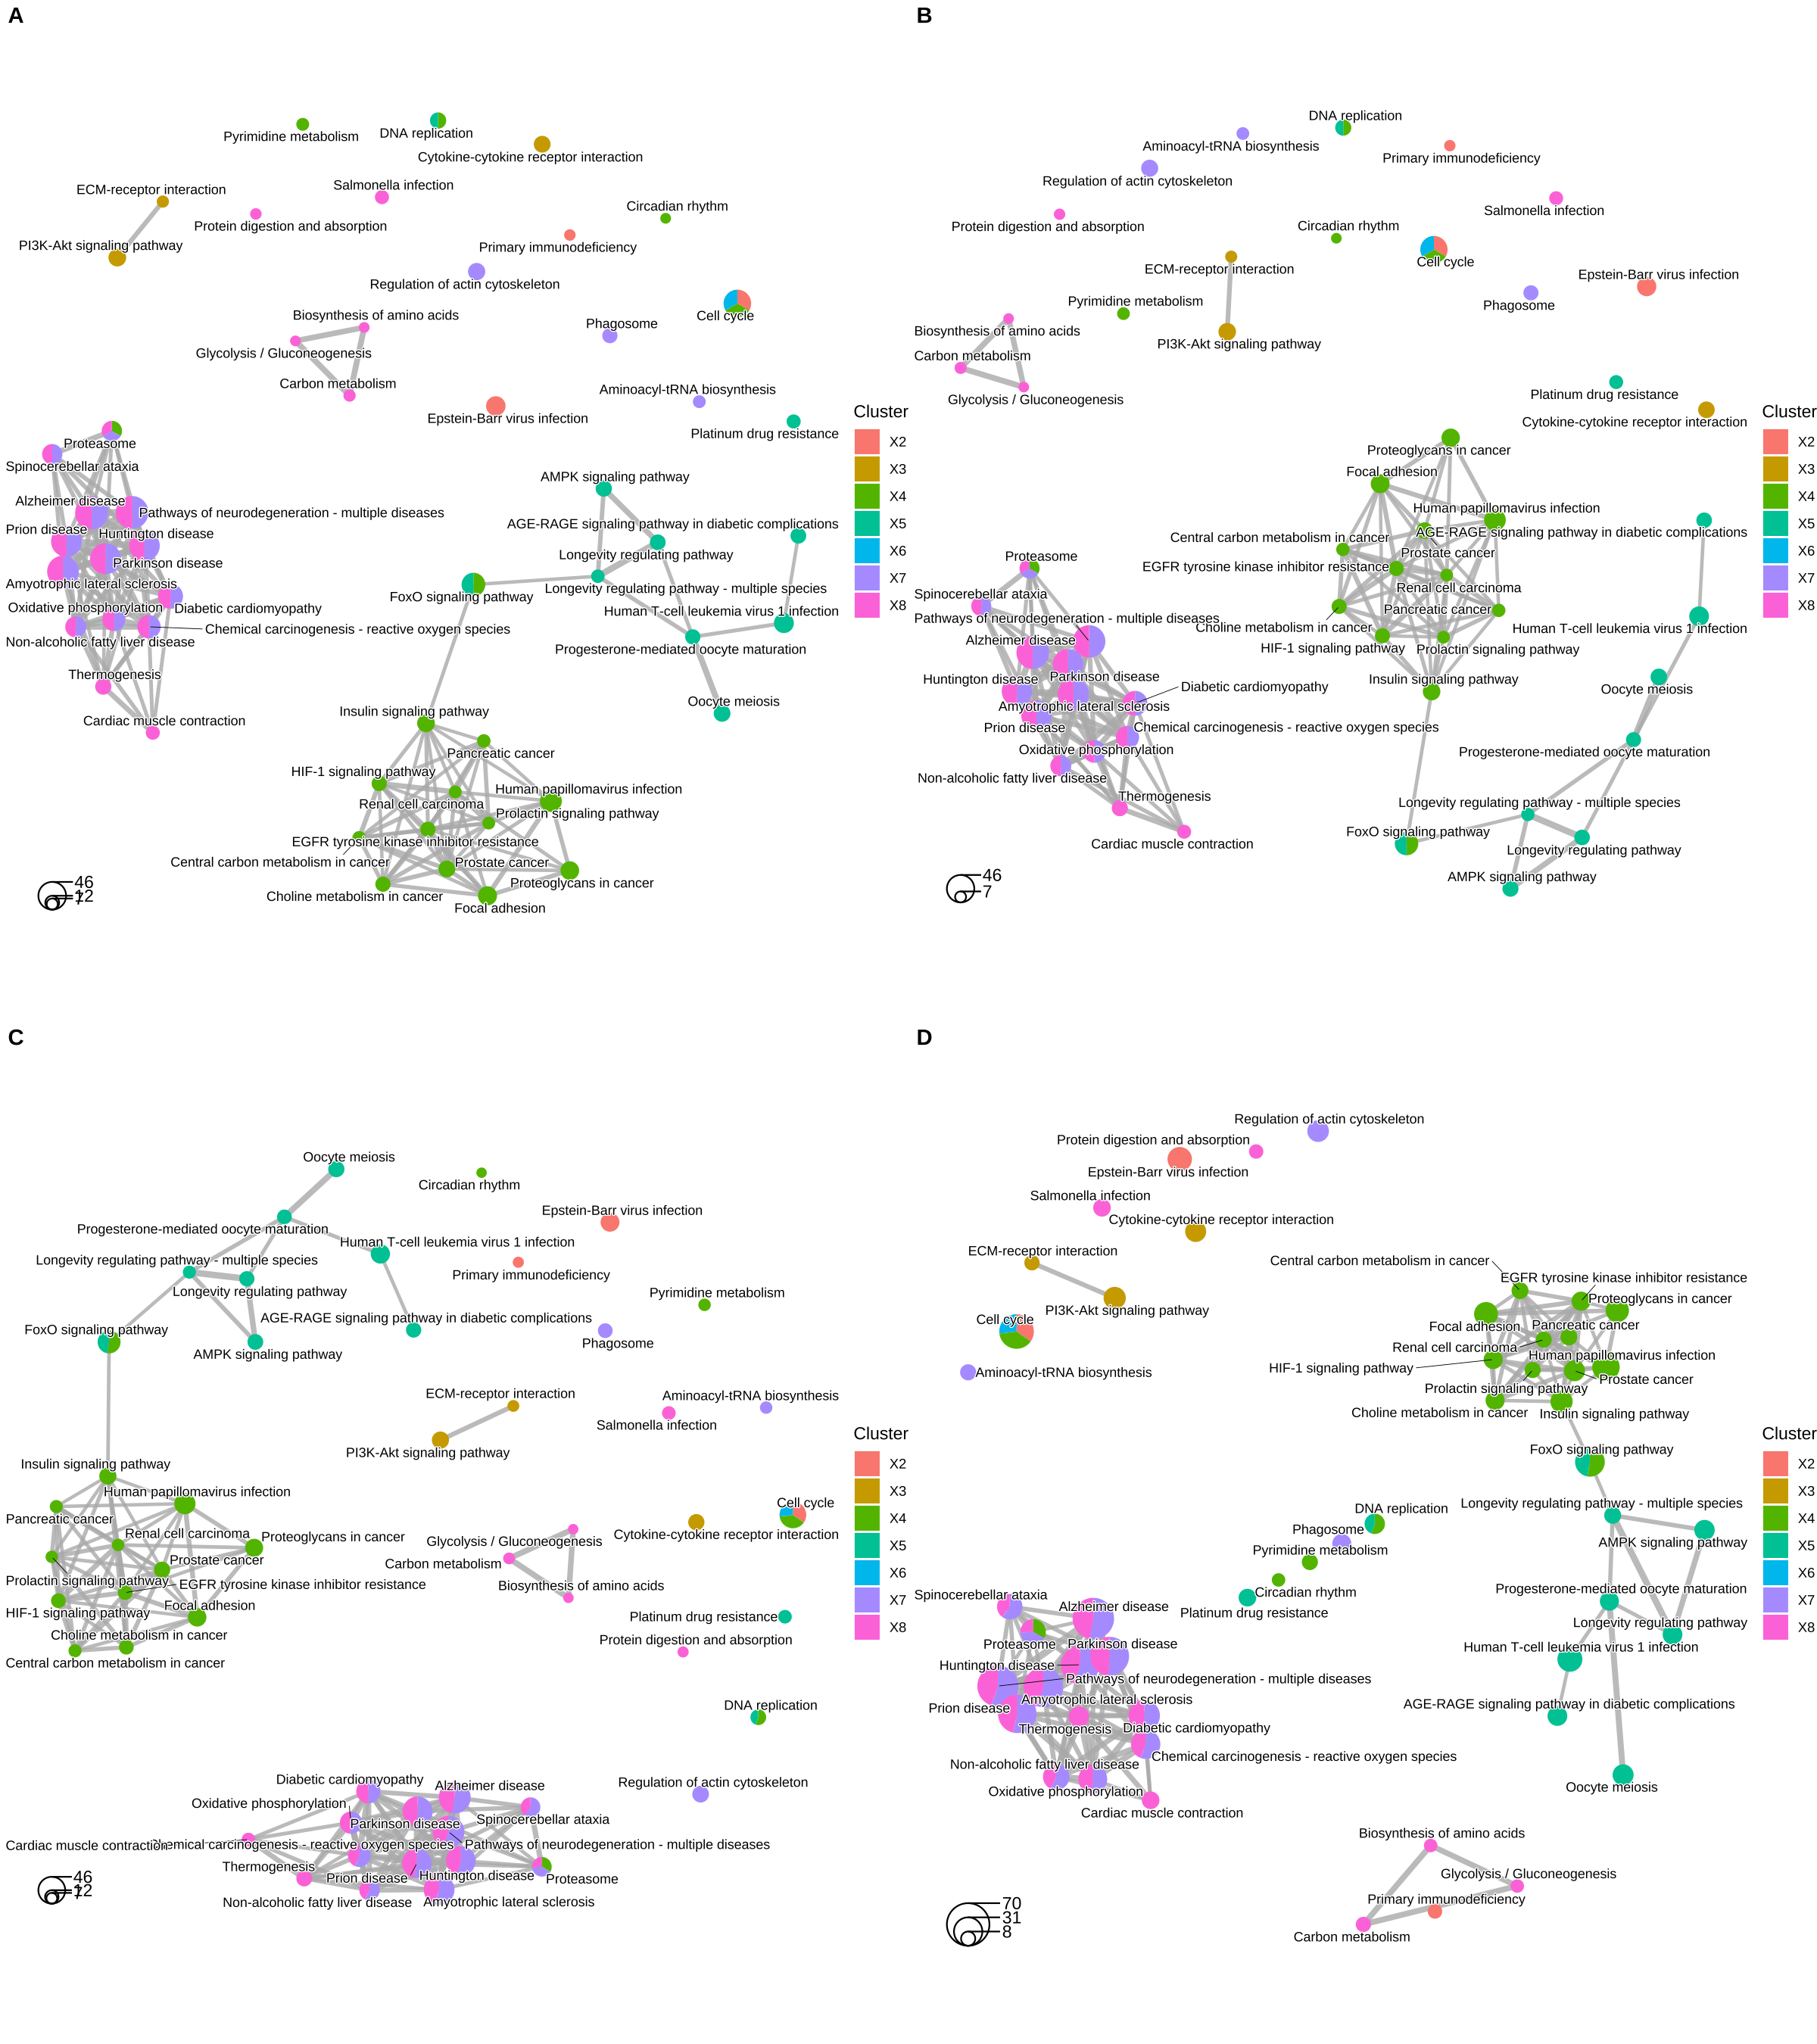 A
Pyrimidine metabolism
DNA replication
Cytokine-cytokine receptor interaction
ECM-receptor interaction
Salmonella infection
Protein digestion and absorption
Circadian rhythm
PI3K-Akt signaling pathway
Primary immunodeficiency
Regulation of actin cytoskeleton
Biosynthesis of amino acids
Phagosome
Cell cycle
Glycolysis / Gluconeogenesis
Carbon metabolism
Aminoacyl-tRNA biosynthesis
Epstein-Barr virus infection
Platinum drug resistance
Proteasome
Spinocerebellar ataxia
AMPK signaling pathway
Alzheimer disease
Pathways of neurodegeneration - multiple diseases
AGE-RAGE signaling pathway in diabetic complications
Prion disease
Huntington disease
Longevity regulating pathway
Parkinson disease
Amyotrophic lateral sclerosis
Longevity regulating pathway - multiple species
FoxO signaling pathway
Oxidative phosphorylation
Diabetic cardiomyopathy
Human T-cell leukemia virus 1 infection
Chemical carcinogenesis - reactive oxygen species
Non-alcoholic fatty liver disease
Progesterone-mediated oocyte maturation
Thermogenesis
Oocyte meiosis
Cardiac muscle contraction
Insulin signaling pathway
Pancreatic cancer
HIF-1 signaling pathway
Human papillomavirus infection
Renal cell carcinoma
Prolactin signaling pathway
EGFR tyrosine kinase inhibitor resistance
Central carbon metabolism in cancer
Prostate cancer
Proteoglycans in cancer
Choline metabolism in cancer
Focal adhesion
46
12
7
Cluster
X2
X3
X4
X5
X6
X7
X8
B
DNA replication
Aminoacyl-tRNA biosynthesis
Primary immunodeficiency
Regulation of actin cytoskeleton
Salmonella infection
Protein digestion and absorption
Circadian rhythm
Cell cycle
ECM-receptor interaction
Epstein-Barr virus infection
Pyrimidine metabolism
Phagosome
Biosynthesis of amino acids
PI3K-Akt signaling pathway
Carbon metabolism
Glycolysis / Gluconeogenesis
Platinum drug resistance
Cytokine-cytokine receptor interaction
Proteoglycans in cancer
Focal adhesion
Human papillomavirus infection
AGE-RAGE signaling pathway in diabetic complications
Central carbon metabolism in cancer
Prostate cancer
Proteasome
EGFR tyrosine kinase inhibitor resistance
Renal cell carcinoma
Spinocerebellar ataxia
Pancreatic cancer
Pathways of neurodegeneration - multiple diseases
Choline metabolism in cancer
Human T-cell leukemia virus 1 infection
Alzheimer disease
HIF-1 signaling pathway
Prolactin signaling pathway
Huntington disease
Parkinson disease
Insulin signaling pathway
Diabetic cardiomyopathy
Oocyte meiosis
Amyotrophic lateral sclerosis
Prion disease
Chemical carcinogenesis - reactive oxygen species
Oxidative phosphorylation
Progesterone-mediated oocyte maturation
Non-alcoholic fatty liver disease
Thermogenesis
Longevity regulating pathway - multiple species
FoxO signaling pathway
Cardiac muscle contraction
Longevity regulating pathway
AMPK signaling pathway
46
7
Cluster
X2
X3
X4
X5
X6
X7
X8
C
Oocyte meiosis
Circadian rhythm
Epstein-Barr virus infection
Progesterone-mediated oocyte maturation
Human T-cell leukemia virus 1 infection
Longevity regulating pathway - multiple species
Primary immunodeficiency
Longevity regulating pathway
Pyrimidine metabolism
AGE-RAGE signaling pathway in diabetic complications
FoxO signaling pathway
Phagosome
AMPK signaling pathway
ECM-receptor interaction
Aminoacyl-tRNA biosynthesis
Salmonella infection
PI3K-Akt signaling pathway
Insulin signaling pathway
Human papillomavirus infection
Cell cycle
Pancreatic cancer
Renal cell carcinoma
Proteoglycans in cancer
Cytokine-cytokine receptor interaction
Glycolysis / Gluconeogenesis
Prostate cancer
Carbon metabolism
Prolactin signaling pathway
EGFR tyrosine kinase inhibitor resistance
Biosynthesis of amino acids
Focal adhesion
HIF-1 signaling pathway
Platinum drug resistance
Choline metabolism in cancer
Protein digestion and absorption
Central carbon metabolism in cancer
DNA replication
Diabetic cardiomyopathy
Alzheimer disease
Regulation of actin cytoskeleton
Oxidative phosphorylation
Spinocerebellar ataxia
Parkinson disease
Cardiac muscle contraction
Chemical carcinogenesis - reactive oxygen species
Pathways of neurodegeneration - multiple diseases
Thermogenesis
Prion disease
Huntington disease
Proteasome
Non-alcoholic fatty liver disease
Amyotrophic lateral sclerosis
46
12
7
Cluster
X2
X3
X4
X5
X6
X7
X8
D
Regulation of actin cytoskeleton
Protein digestion and absorption
Epstein-Barr virus infection
Salmonella infection
Cytokine-cytokine receptor interaction
ECM-receptor interaction
Central carbon metabolism in cancer
EGFR tyrosine kinase inhibitor resistance
Proteoglycans in cancer
PI3K-Akt signaling pathway
Cell cycle
Focal adhesion
Pancreatic cancer
Renal cell carcinoma
Human papillomavirus infection
HIF-1 signaling pathway
Aminoacyl-tRNA biosynthesis
Prostate cancer
Prolactin signaling pathway
Choline metabolism in cancer
Insulin signaling pathway
FoxO signaling pathway
Longevity regulating pathway - multiple species
DNA replication
Phagosome
AMPK signaling pathway
Pyrimidine metabolism
Progesterone-mediated oocyte maturation
Circadian rhythm
Spinocerebellar ataxia
Alzheimer disease
Platinum drug resistance
Longevity regulating pathway
Proteasome
Parkinson disease
Human T-cell leukemia virus 1 infection
Huntington disease
Pathways of neurodegeneration - multiple diseases
Amyotrophic lateral sclerosis
AGE-RAGE signaling pathway in diabetic complications
Prion disease
Thermogenesis
Diabetic cardiomyopathy
Chemical carcinogenesis - reactive oxygen species
Non-alcoholic fatty liver disease
Oocyte meiosis
Oxidative phosphorylation
Cardiac muscle contraction
Biosynthesis of amino acids
Glycolysis / Gluconeogenesis
Primary immunodeficiency
Carbon metabolism
70
31
8
Cluster
X2
X3
X4
X5
X6
X7
X8